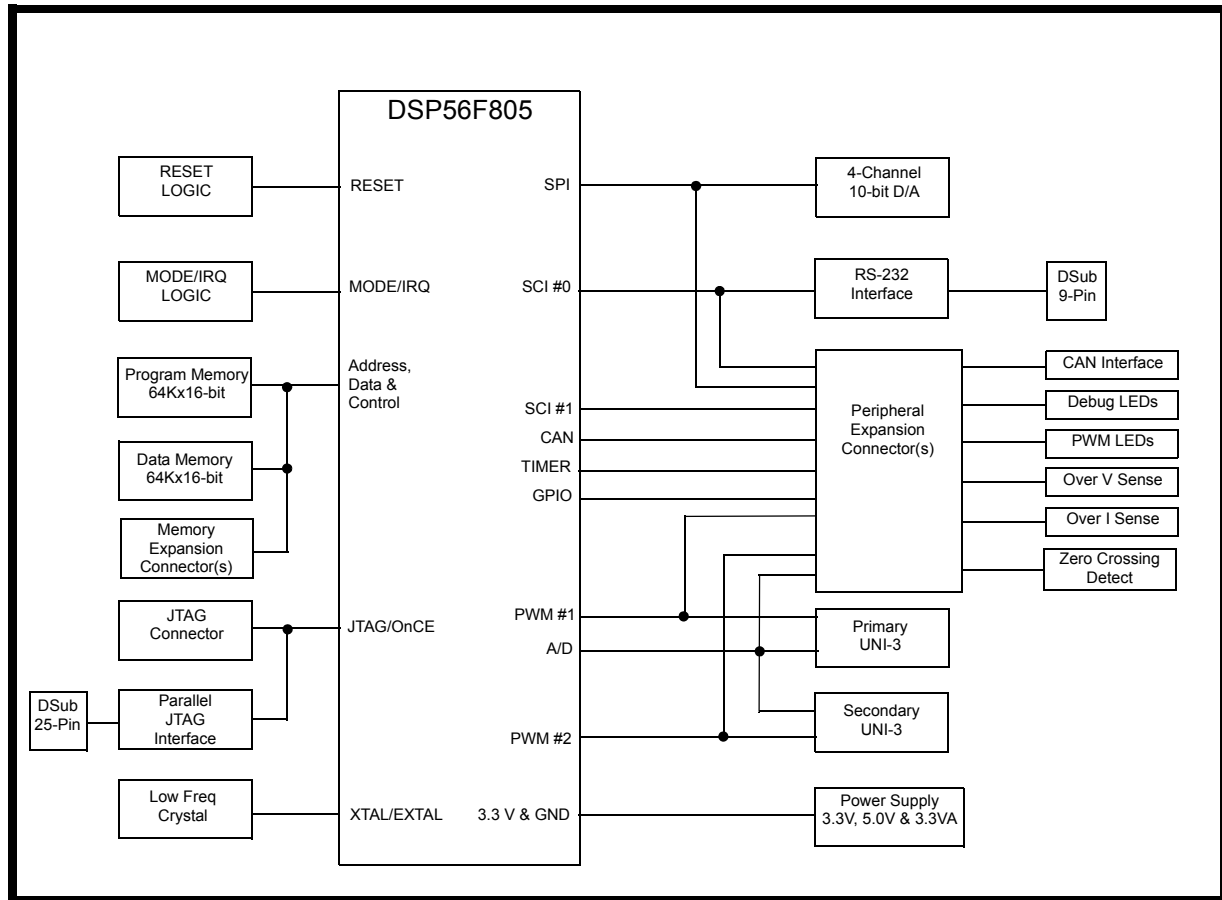 DSP56F805
RESET
LOGIC
RESET
SPI
4-Channel
10-bit D/A
MODE/IRQ
LOGIC
MODE/IRQ
SCI #0
RS-232
Interface
DSub
9-Pin
Program Memory
64Kx16-bit
Address,
Data &
Control
Data Memory
64Kx16-bit
Memory
Expansion
Connector(s)
SCI #1
CAN
TIMER
GPIO
Peripheral
Expansion
Connector(s)
CAN Interface
Debug LEDs
PWM LEDs
Over V Sense
Over I Sense
Zero Crossing
Detect
JTAG
Connector
JTAG/OnCE
PWM #1
A/D
Primary
UNI-3
DSub
25-Pin
Parallel
JTAG
Interface
PWM #2
Secondary
UNI-3
Low Freq
Crystal
XTAL/EXTAL
3.3 V & GND
Power Supply
3.3V, 5.0V & 3.3VA